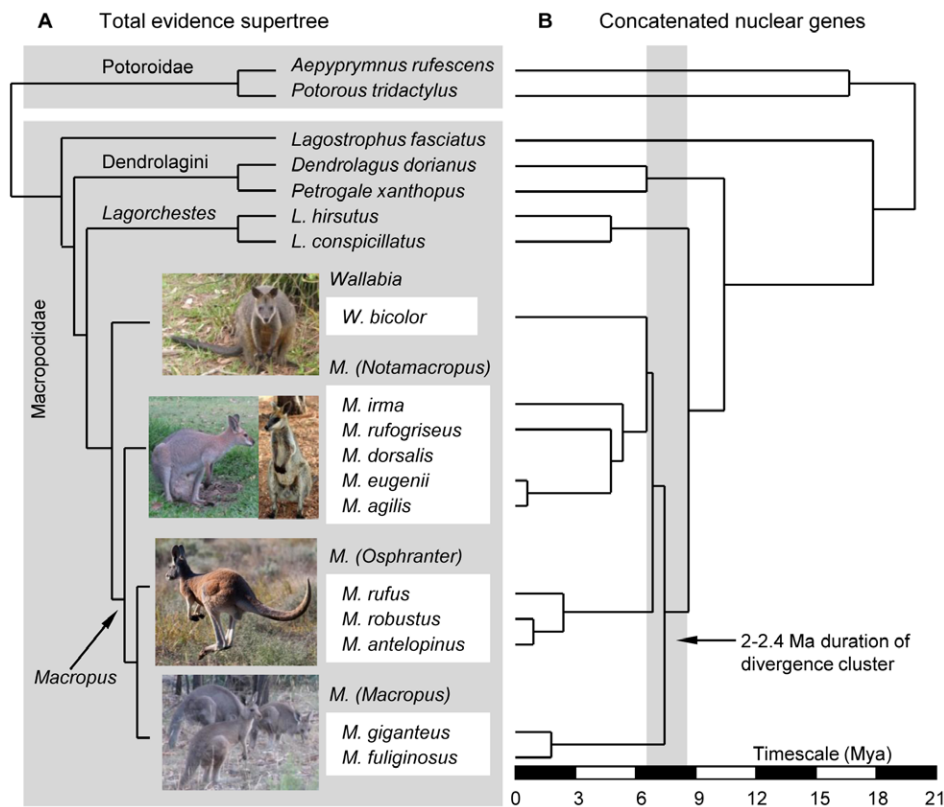 A Total evidence supertree
B Concatenated nuclear genes
Potoroidae
Aepyprymnus rufescens
Potorous tridactylus
Lagostrophus fasciatus
Dendrolagini
Dendrolagus dorianus
Petrogale xanthopus
Lagorchestes
L. hirsutus
L. conspicillatus
Macropodidae
Wallabia
W. bicolor
M. (Notamacropus)
M. irma
M. rufogriseus
M. dorsalis
M. eugenii
M. agilis
M. (Osphranter)
M. rufus
M. robustus
M. antelopinus
Macropus
M. (Macropus)
M. giganteus
M. fuliginosus
2-2.4 Ma duration of
divergence cluster
Timescale (Mya)
0 3 6 9 12 15 18 21